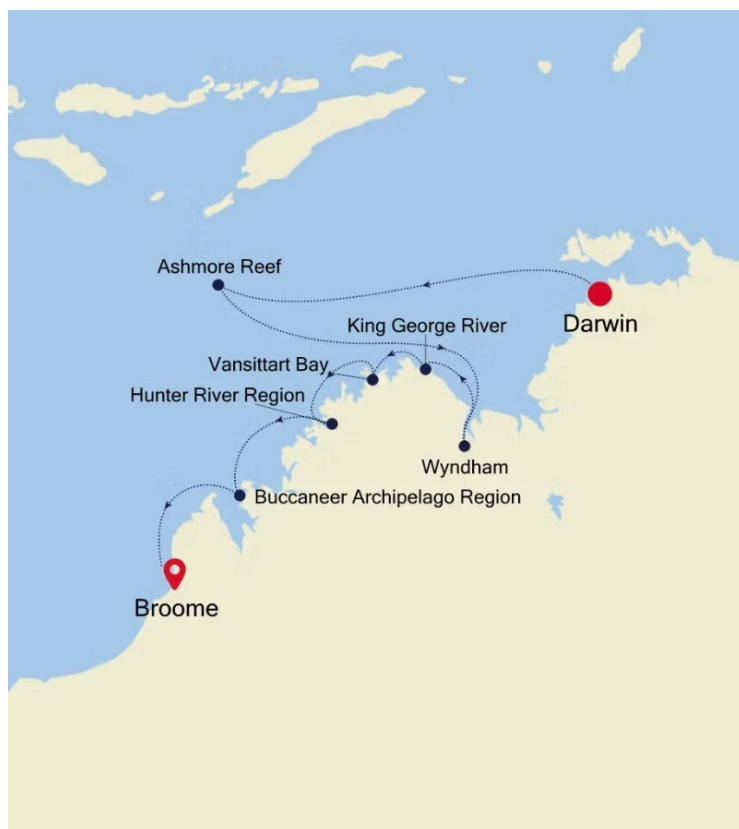 Ashmore Reef
Darwin
King George River
Vansittart Bay
Hunter River Region
Wyndham
Buccaneer Archipelago Region
Broome